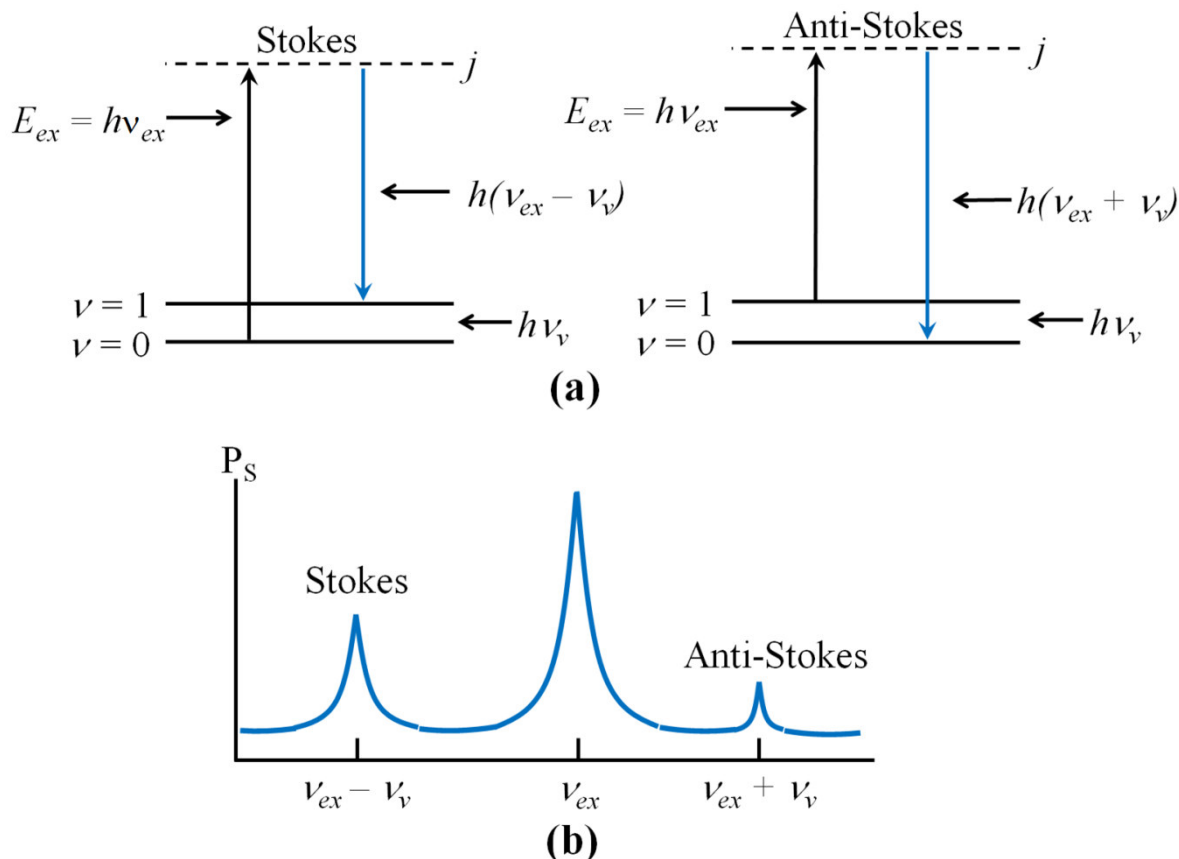 Stokes
j
E_ex = hν_ex
h(ν_ex − ν_v)
ν = 1
ν = 0
hν_v
Anti-Stokes
j
E_ex = hν_ex
h(ν_ex + ν_v)
ν = 1
ν = 0
hν_v
(a)
P_S
Stokes
Anti-Stokes
ν_ex − ν_v
ν_ex
ν_ex + ν_v
(b)